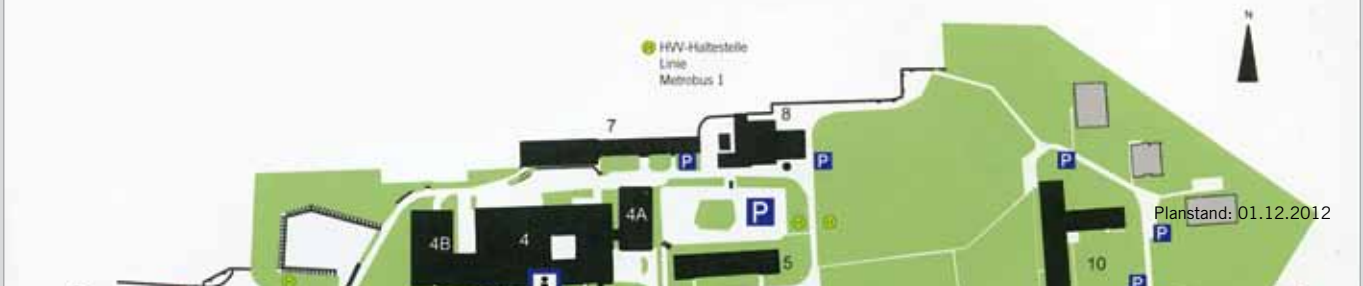 N
H HVV-Haltestelle
Linie
Metrobus 1
8
7
P
P
P
4A
P
Planstand: 01.12.2012
4B
4
P
5
10
i
P